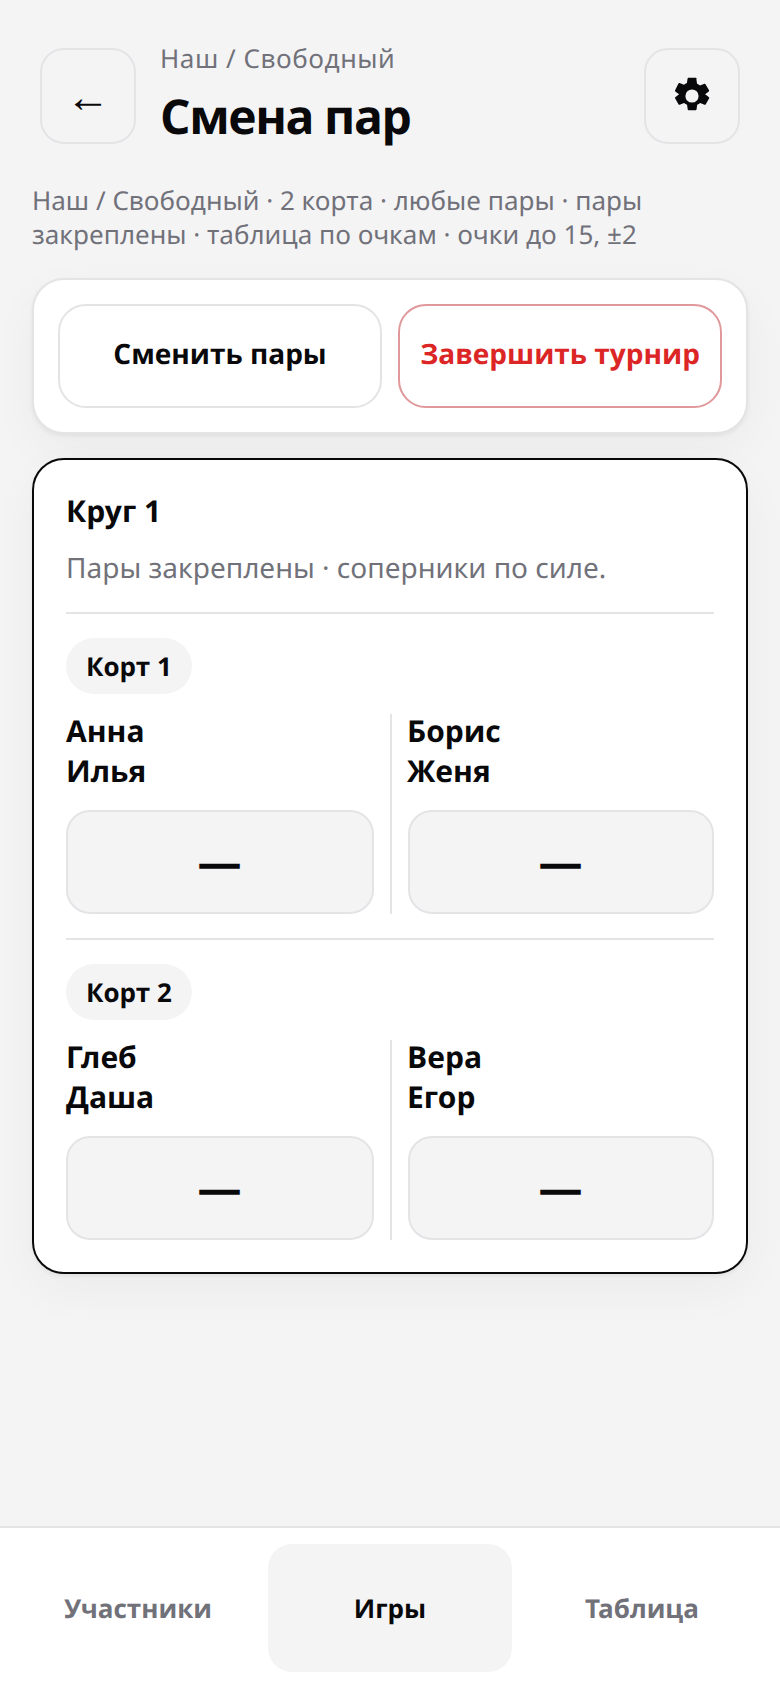 ←
Наш / Свободный
Смена пар
Наш / Свободный · 2 корта · любые пары · пары
закреплены · таблица по очкам · очки до 15, ±2
Сменить пары
Завершить турнир
Круг 1
Пары закреплены · соперники по силе.
Корт 1
Анна
Илья
Борис
Женя
—
—
Корт 2
Глеб
Даша
Вера
Егор
—
—
Участники
Игры
Таблица